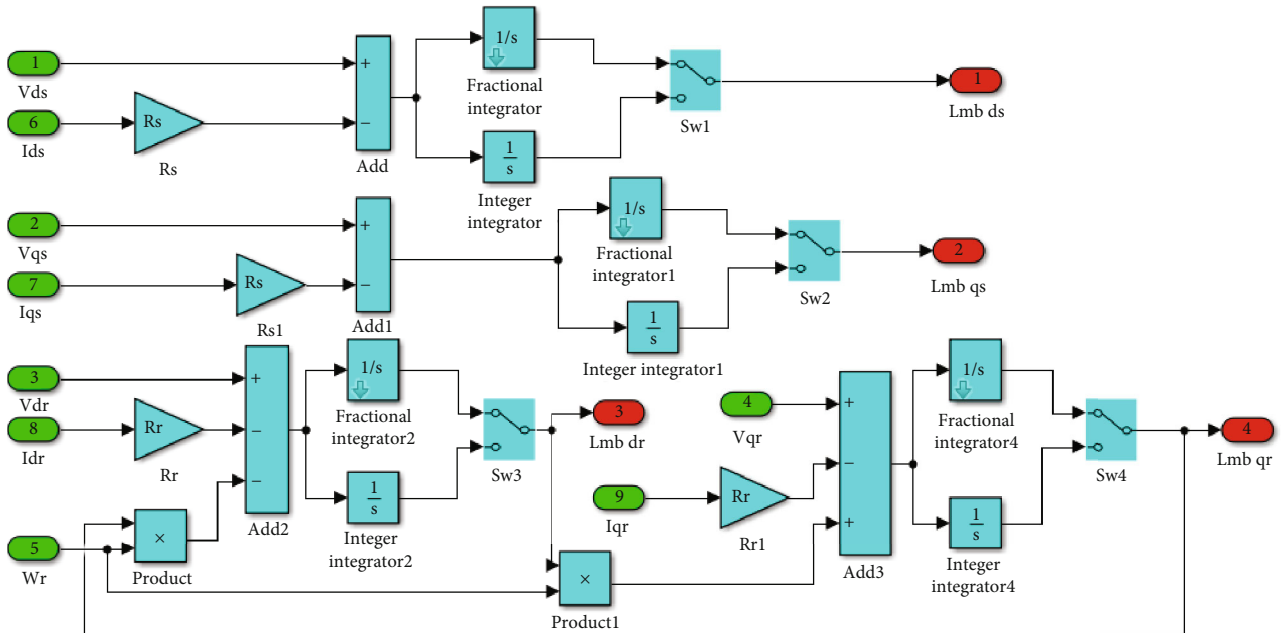 1
Vds
6
Ids
Rs
Rs
+
−
Add
1/s
Fractional
integrator
1
s
Integer
integrator
Sw1
1
Lmb ds
2
Vqs
7
Iqs
Rs
Rs1
+
−
Add1
1/s
Fractional
integrator1
1
s
Integer integrator1
Sw2
2
Lmb qs
3
Vdr
8
Idr
Rr
Rr
5
Wr
×
Product
+
−
−
Add2
1/s
Fractional
integrator2
1
s
Integer
integrator2
Sw3
3
Lmb dr
4
Vqr
9
Iqr
Rr
Rr1
×
Product1
+
−
+
Add3
1/s
Fractional
integrator4
1
s
Integer
integrator4
Sw4
4
Lmb qr